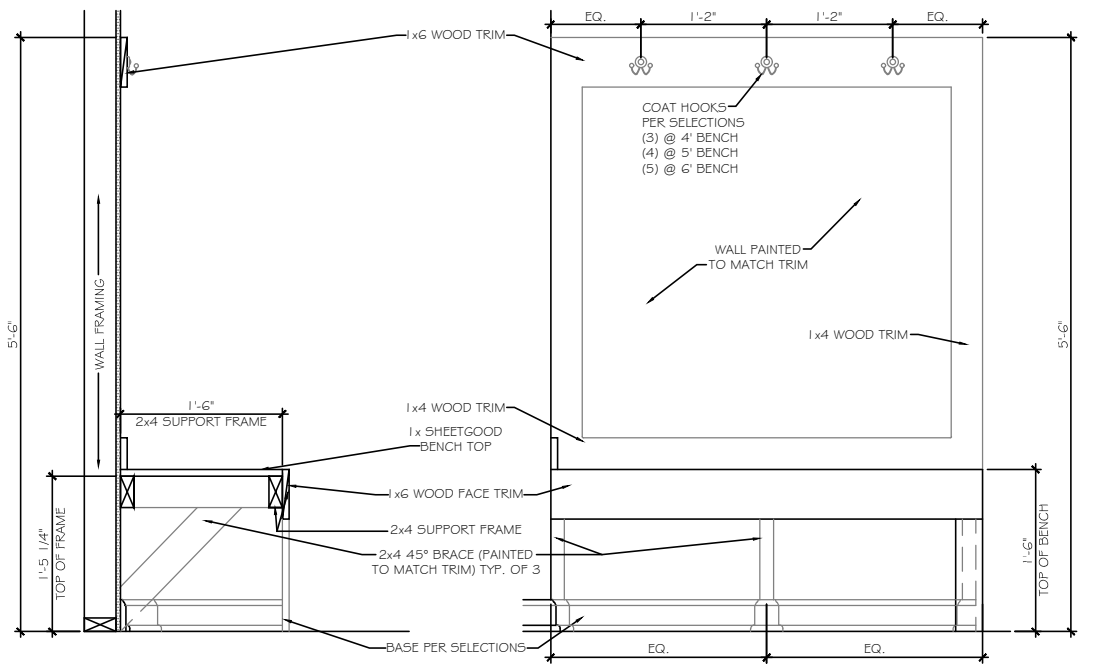 EQ.
1'-2"
1'-2"
EQ.
1x6 WOOD TRIM
COAT HOOKS
PER SELECTIONS
(3) @ 4' BENCH
(4) @ 5' BENCH
(5) @ 6' BENCH
WALL PAINTED
TO MATCH TRIM
5'-6"
WALL FRAMING
1x4 WOOD TRIM
5'-6"
1'-6"
2x4 SUPPORT FRAME
1x4 WOOD TRIM
1x SHEETGOOD
BENCH TOP
1x6 WOOD FACE TRIM
2x4 SUPPORT FRAME
2x4 45° BRACE (PAINTED
TO MATCH TRIM) TYP. OF 3
1'-5 1/4"
TOP OF FRAME
1'-6"
TOP OF BENCH
BASE PER SELECTIONS
EQ.
EQ.